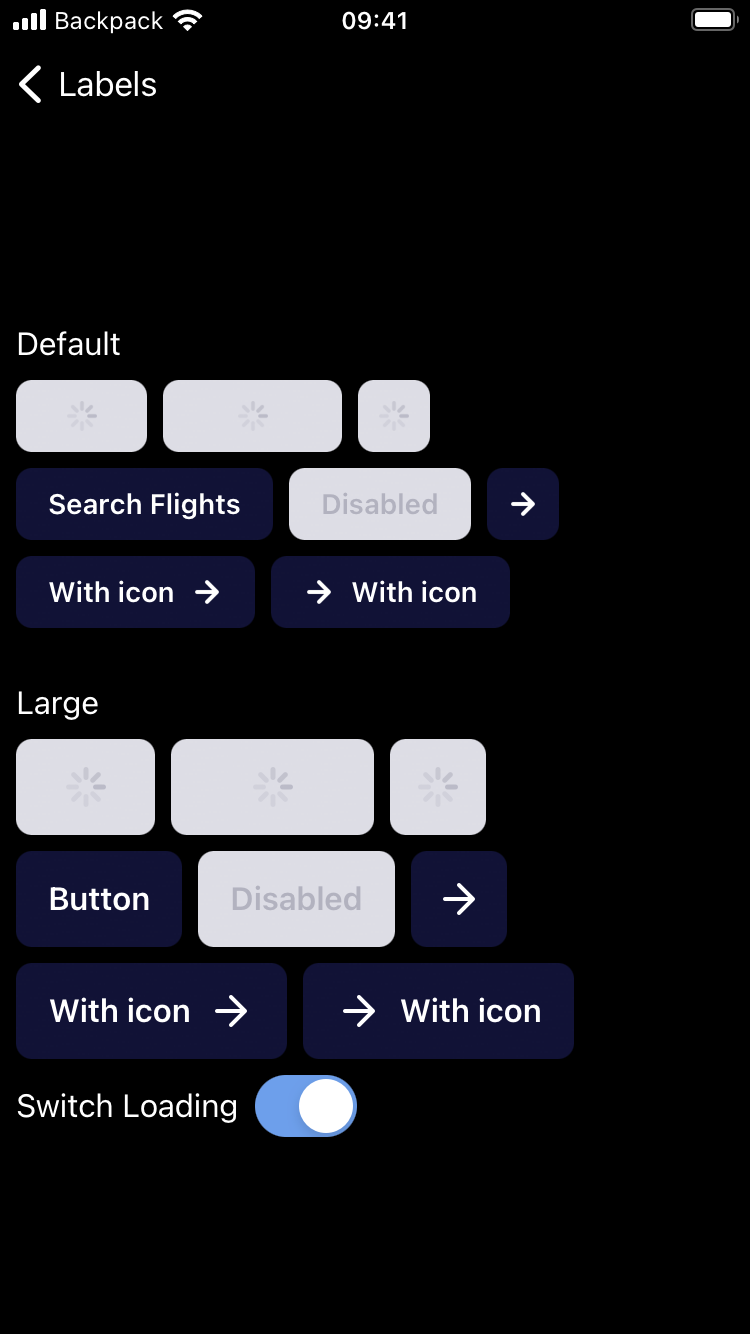 Backpack 09:41
Labels
Default
Search Flights Disabled
With icon With icon
Large
Button Disabled
With icon With icon
Switch Loading